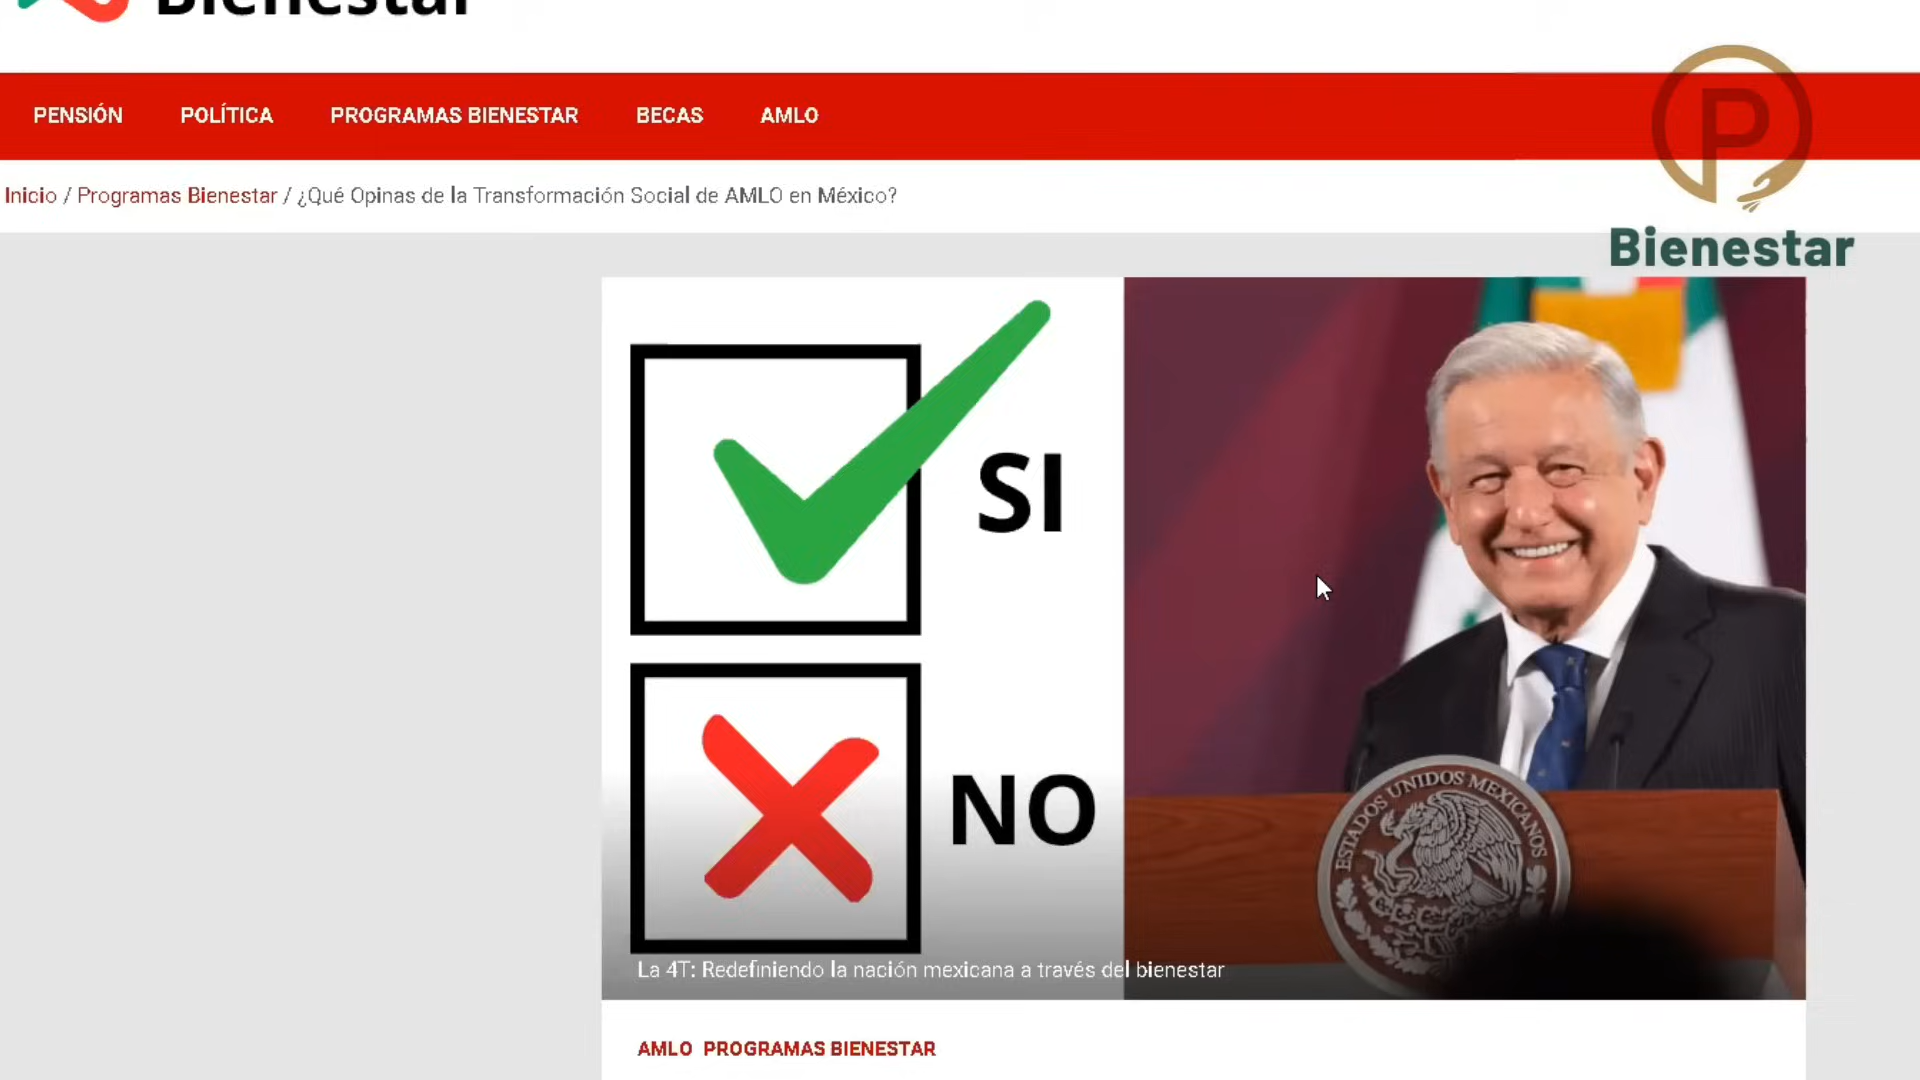 Bienestar
PENSIÓN POLÍTICA PROGRAMAS BIENESTAR BECAS AMLO
P
Inicio / Programas Bienestar / ¿Qué Opinas de la Transformación Social de AMLO en México?
Bienestar
SI
NO
ESTADOS UNIDOS MEXICANOS
La 4T: Redefiniendo la nación mexicana a través del bienestar
AMLO PROGRAMAS BIENESTAR